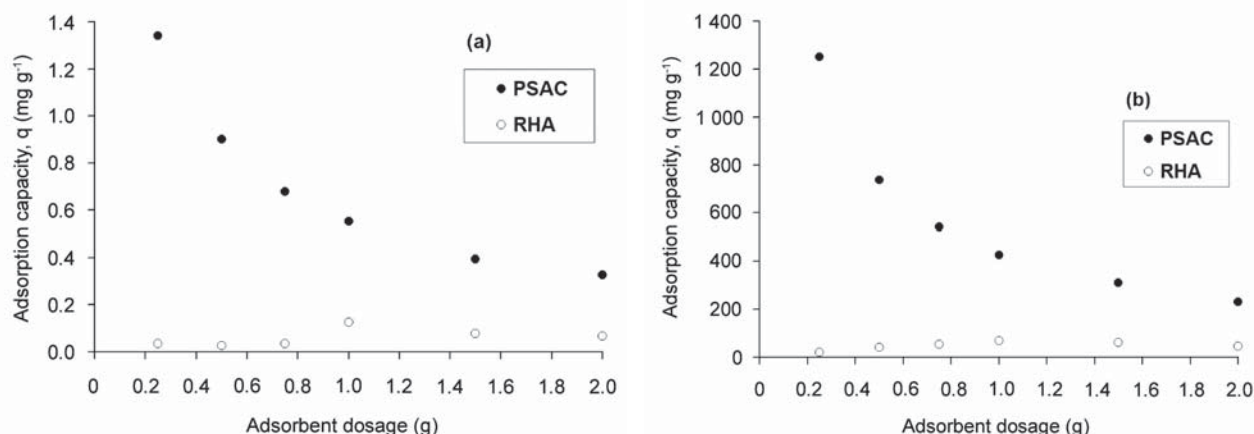 Adsorption capacity, q (mg g⁻¹)
1.4
1.2
1.0
0.8
0.6
0.4
0.2
0.0
(a)
PSAC
RHA
0 0.2 0.4 0.6 0.8 1.0 1.2 1.4 1.6 1.8 2.0
Adsorbent dosage (g)
Adsorption capacity, q (mg g⁻¹)
1 400
1 200
1 000
800
600
400
200
0
(b)
PSAC
RHA
0 0.2 0.4 0.6 0.8 1.0 1.2 1.4 1.6 1.8 2.0
Adsorbent dosage (g)